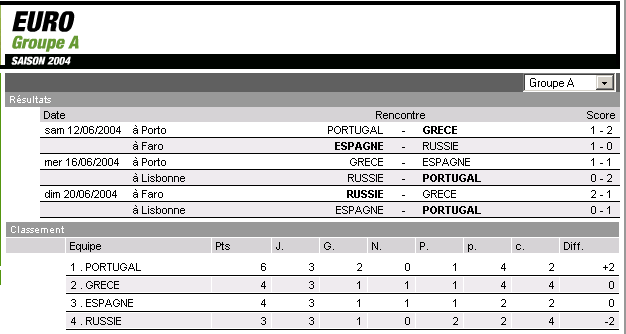 EURO
Groupe A
SAISON 2004
Groupe A
Résultats
Date Rencontre Score
sam 12/06/2004 à Porto PORTUGAL - GRECE 1 - 2
à Faro ESPAGNE - RUSSIE 1 - 0
mer 16/06/2004 à Porto GRECE - ESPAGNE 1 - 1
à Lisbonne RUSSIE - PORTUGAL 0 - 2
dim 20/06/2004 à Faro RUSSIE - GRECE 2 - 1
à Lisbonne ESPAGNE - PORTUGAL 0 - 1
Classement
Equipe Pts J. G. N. P. p. c. Diff.
1 . PORTUGAL 6 3 2 0 1 4 2 +2
2 . GRECE 4 3 1 1 1 4 4 0
3 . ESPAGNE 4 3 1 1 1 2 2 0
4 . RUSSIE 3 3 1 0 2 2 4 -2